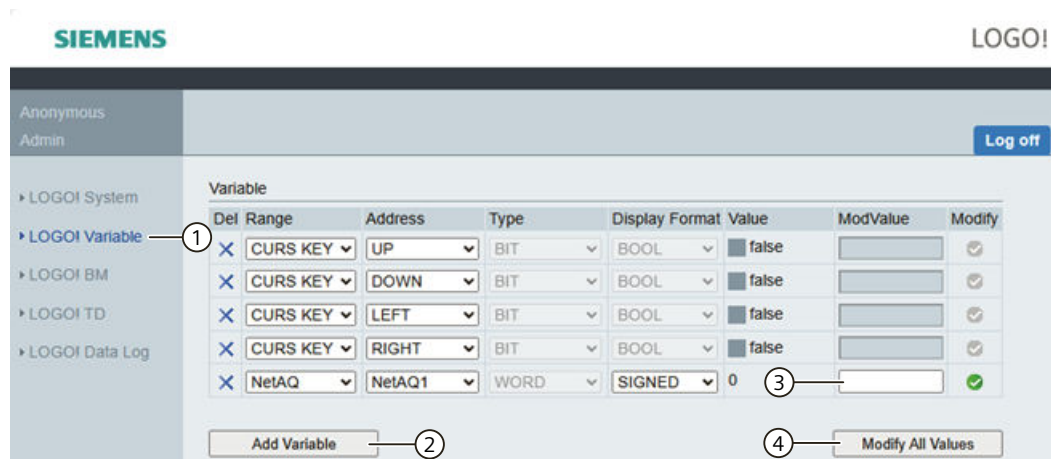 SIEMENS LOGO!
Anonymous
Admin
Log off
LOGO! System
LOGO! Variable 1
LOGO! BM
LOGO! TD
LOGO! Data Log
Variable
Del Range Address Type Display Format Value ModValue Modify
CURS KEY UP BIT BOOL false
CURS KEY DOWN BIT BOOL false
CURS KEY LEFT BIT BOOL false
CURS KEY RIGHT BIT BOOL false
NetAQ NetAQ1 WORD SIGNED 0 3
Add Variable 2 4 Modify All Values